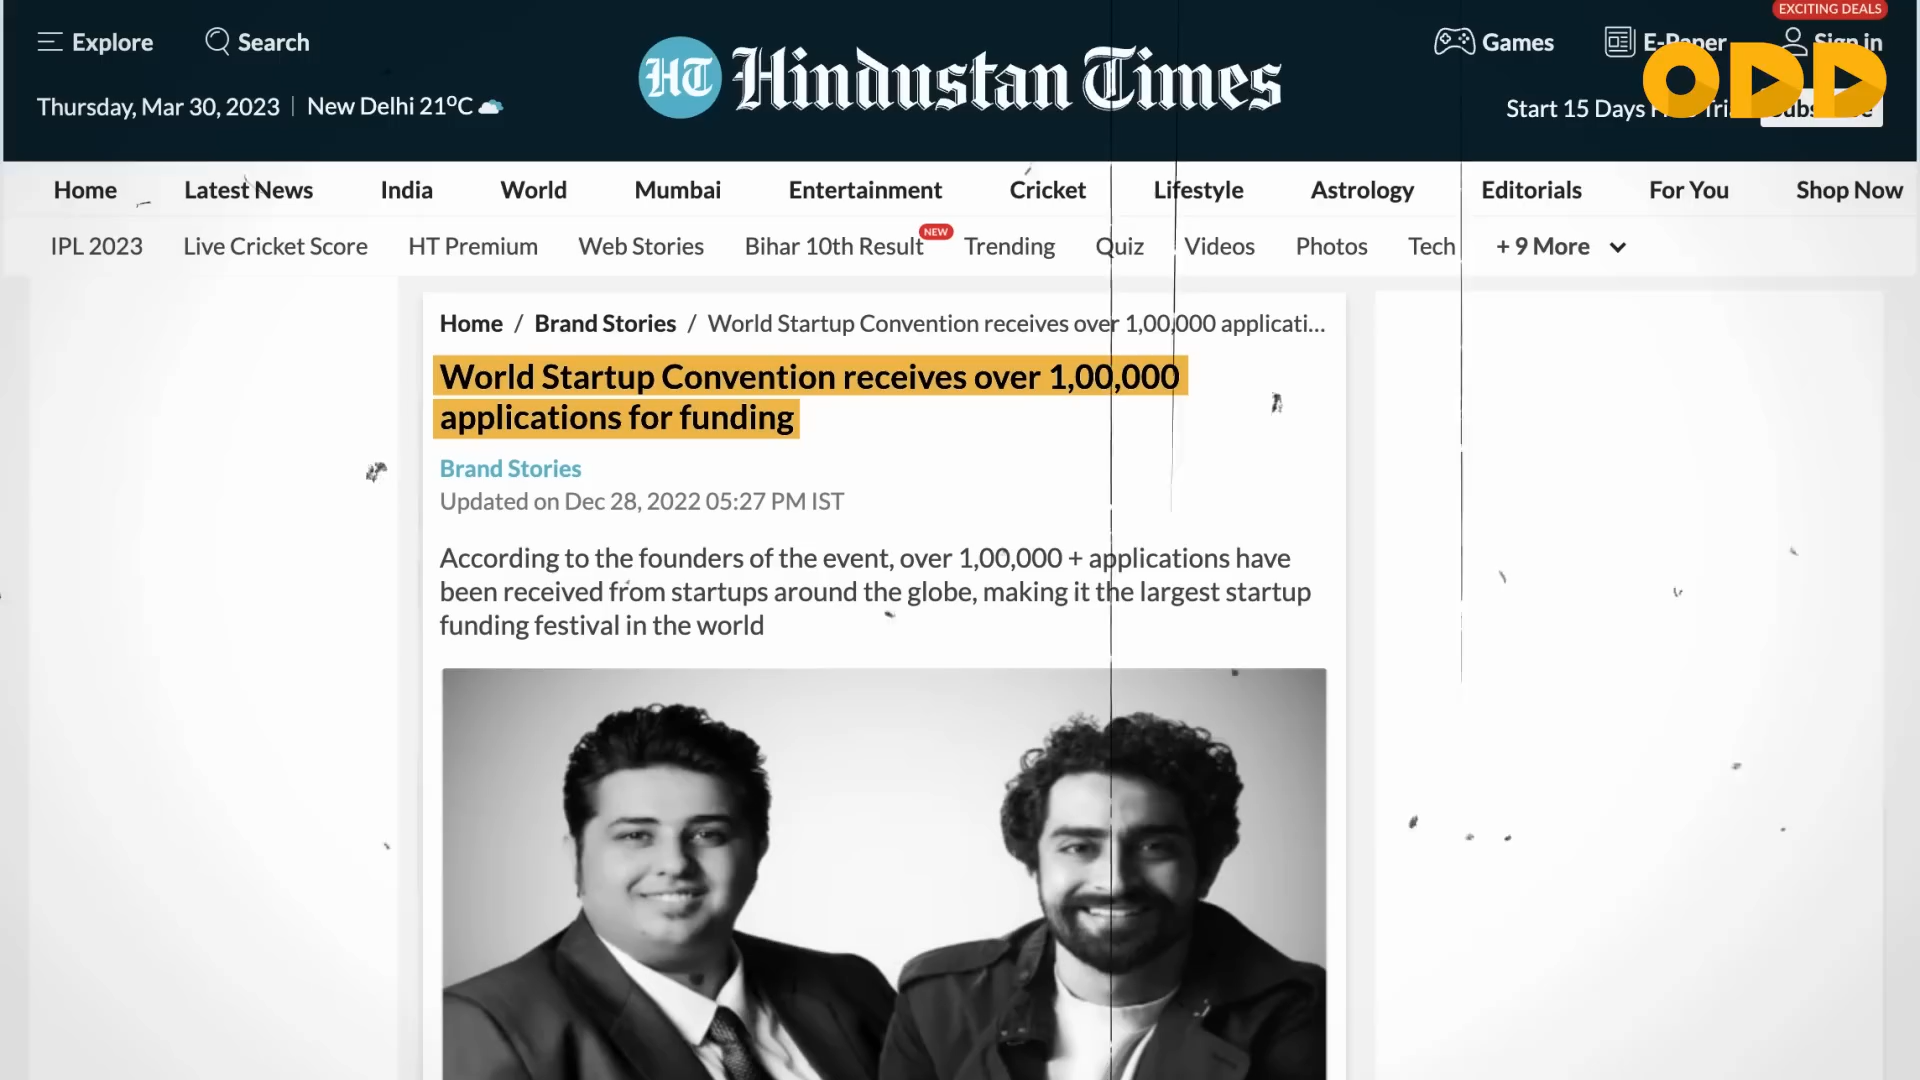 EXCITING DEALS
Explore Search
HT Hindustan Times
Games E-Paper Sign in
Thursday, Mar 30, 2023 New Delhi 21°C
Start 15 Days
ODD
Home Latest News India World Mumbai Entertainment Cricket Lifestyle Astrology Editorials For You Shop Now
IPL 2023 Live Cricket Score HT Premium Web Stories Bihar 10th Result NEW Trending Quiz Videos Photos Tech + 9 More
Home / Brand Stories / World Startup Convention receives over 1,00,000 applicati...
World Startup Convention receives over 1,00,000
applications for funding
Brand Stories
Updated on Dec 28, 2022 05:27 PM IST
According to the founders of the event, over 1,00,000 + applications have
been received from startups around the globe, making it the largest startup
funding festival in the world